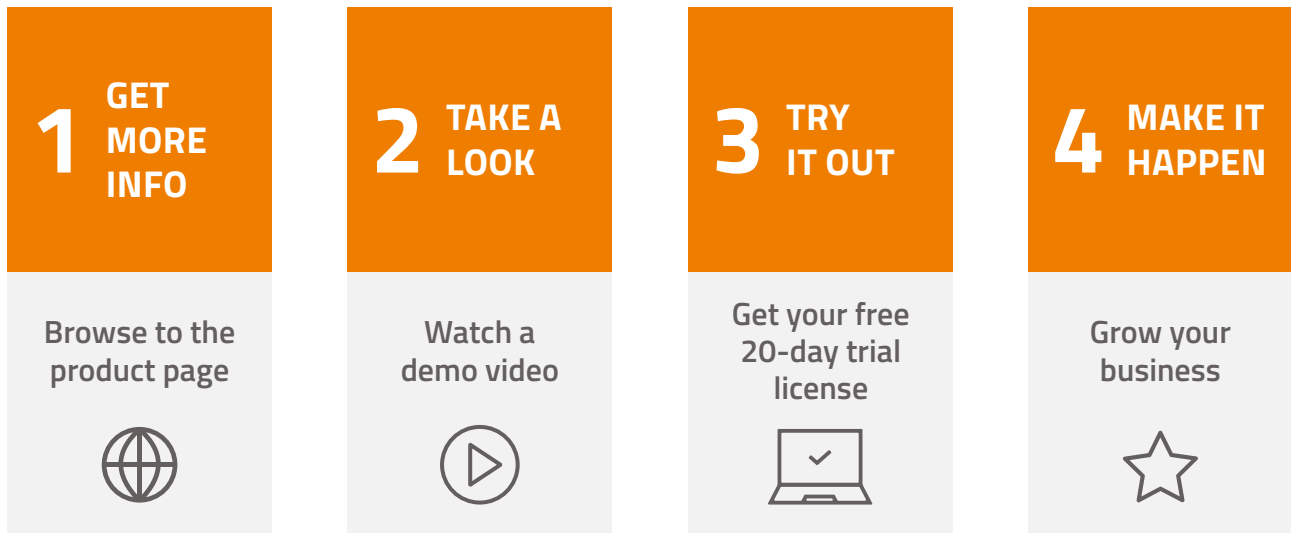 1
GET
MORE
INFO
Browse to the
product page
2
TAKE A
LOOK
Watch a
demo video
3
TRY
IT OUT
Get your free
20-day trial
license
4
MAKE IT
HAPPEN
Grow your
business